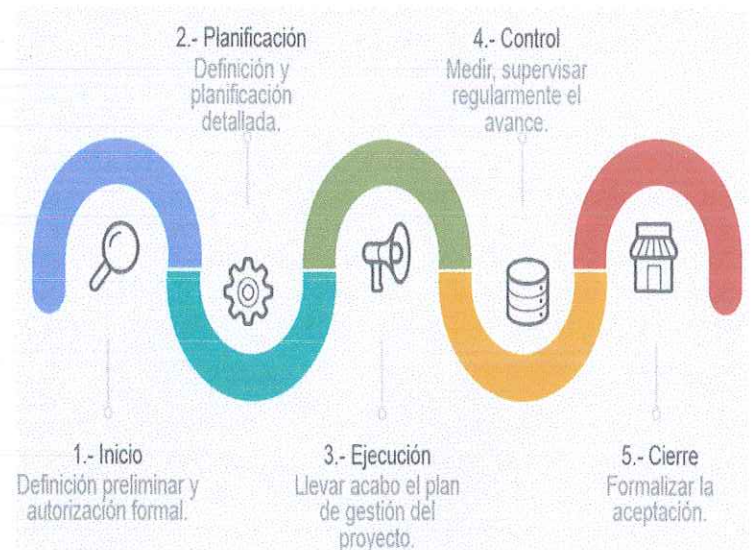 2.- Planificación
Definición y
planificación
detallada.
4.- Control
Medir, supervisar
regularmente el
avance.
1.- Inicio
Definición preliminar y
autorización formal.
3.- Ejecución
Llevar acabo el plan
de gestión del
proyecto.
5.- Cierre
Formalizar la
aceptación.